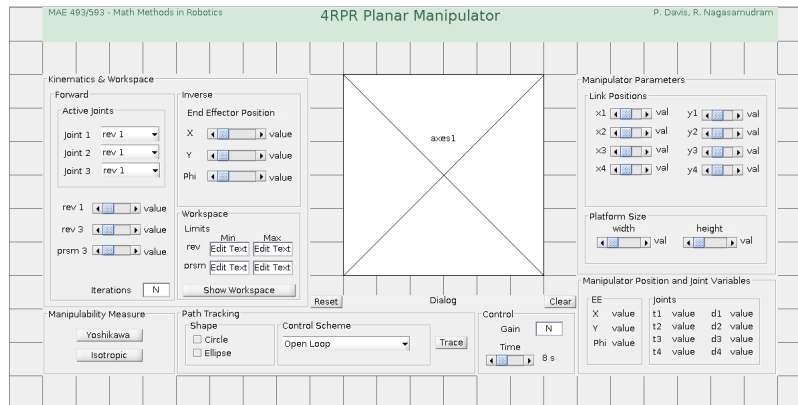 MAE 493/593 - Math Methods in Robotics
4RPR Planar Manipulator
P. Davis, R. Nagasamudram
Kinematics & Workspace
Forward
Active Joints
Joint 1 rev 1
Joint 2 rev 1
Joint 3 rev 1
rev 1 value
rev 3 value
prsm 3 value
Iterations N
Inverse
End Effector Position
X value
Y value
Phi value
Workspace
Limits
Min Max
rev Edit Text Edit Text
prsm Edit Text Edit Text
Show Workspace
axes1
Reset Dialog Clear
Manipulator Parameters
Link Positions
x1 val y1 val
x2 val y2 val
x3 val y3 val
x4 val y4 val
Platform Size
width height
val val
Manipulability Measure
Yoshikawa
Isotropic
Path Tracking
Shape
Circle
Ellipse
Control Scheme
Open Loop
Trace
Control
Gain N
Time
8 s
Manipulator Position and Joint Variables
EE
X value
Y value
Phi value
Joints
t1 value d1 value
t2 value d2 value
t3 value d3 value
t4 value d4 value